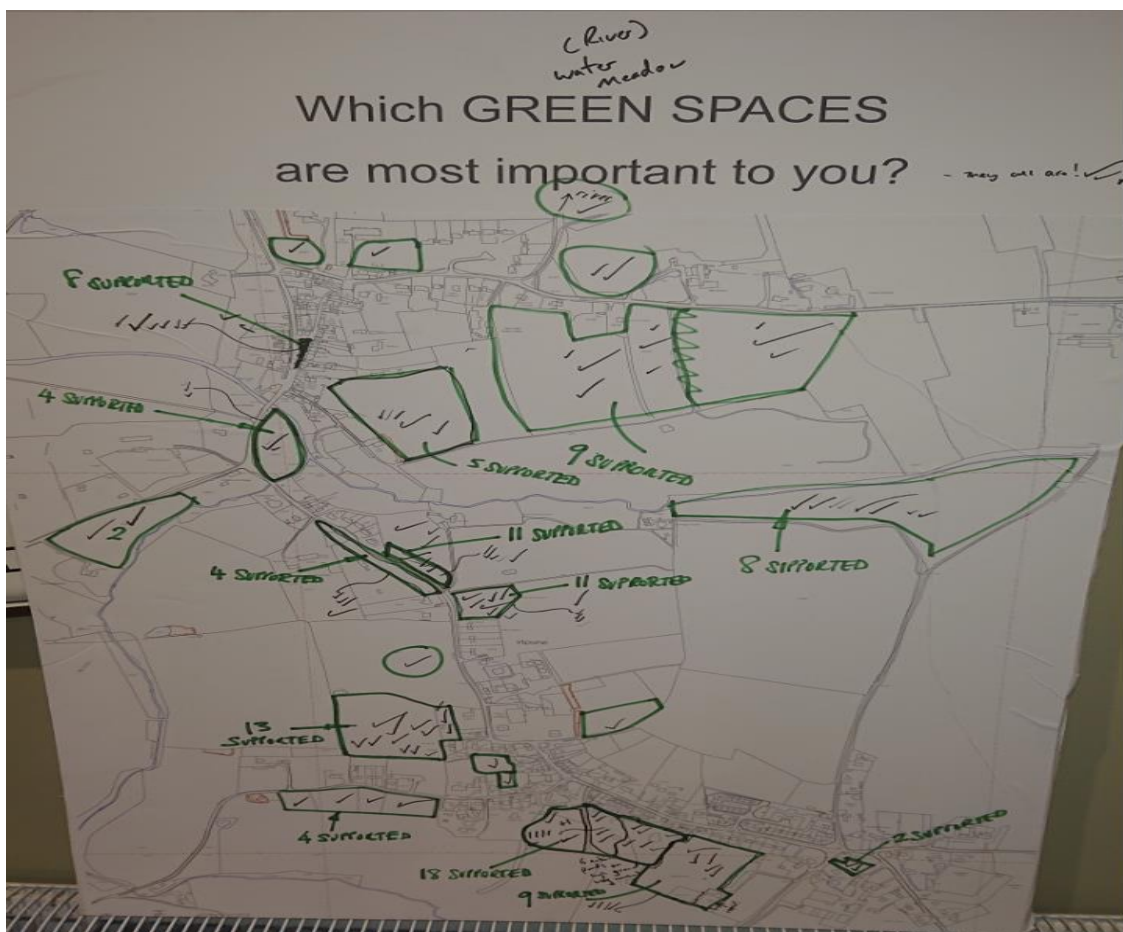 (River)
water
meadow
Which GREEN SPACES
are most important to you?
- they all are!
↑ river
8 SUPPORTED
4 SUPPORTED
5 SUPPORTED
9 SUPPORTED
2
11 SUPPORTED
4 SUPPORTED
11 SUPPORTED
8 SUPPORTED
13
SUPPORTED
4 SUPPORTED
2 SUPPORTED
18 SUPPORTED
9 SUPPORTED